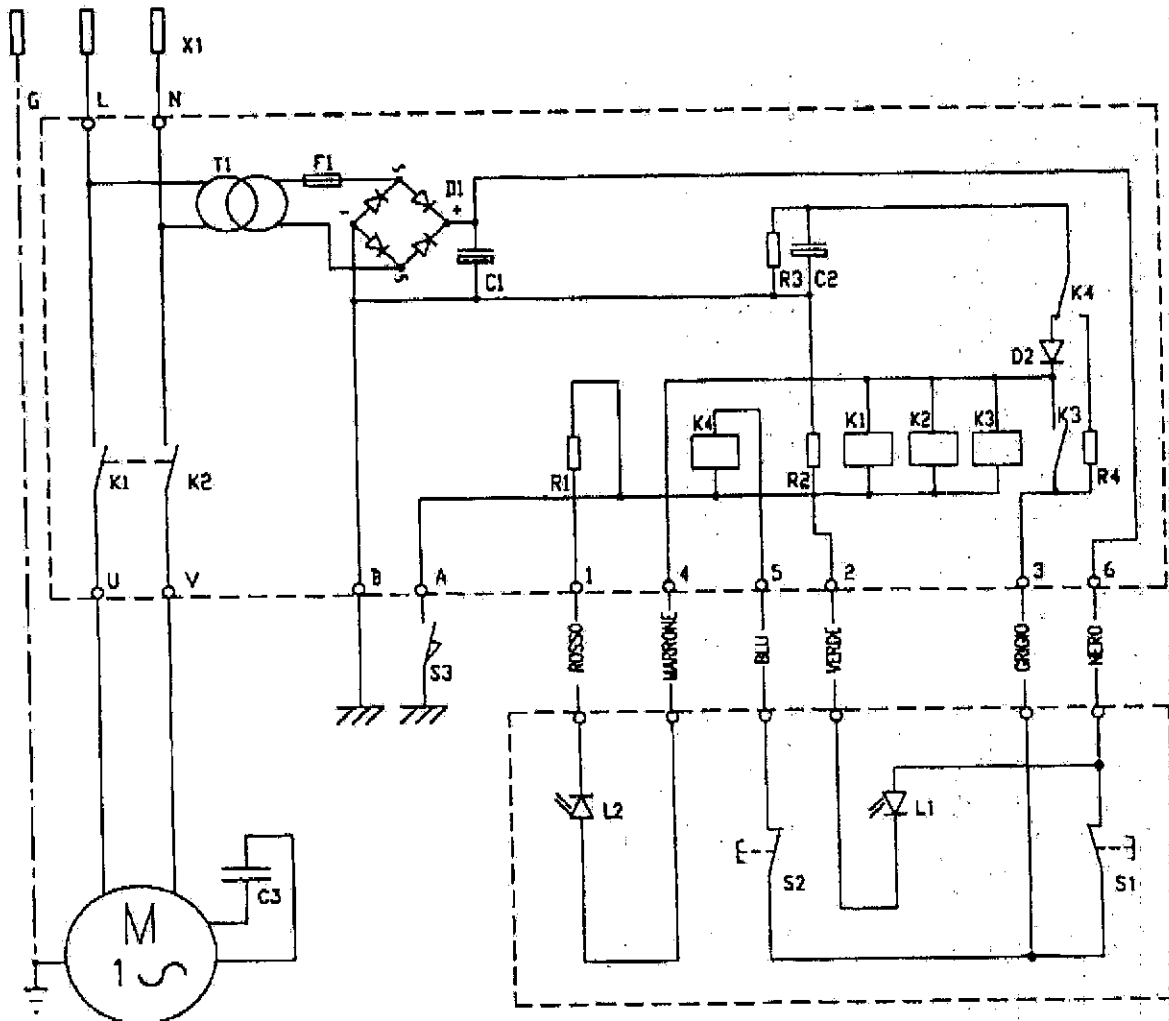 X1
G L N
T1 F1 S D1
- +
S
C1 R3 C2
K4
D2
K4 K1 K2 K3 K3
R1 R2 R4
K1 K2
U V B A 1 4 5 2 3 6
S3
ROSSO MARRONE BLU VERDE GRIGIO NERO
L2 L1
S2 S1
C3
M
1